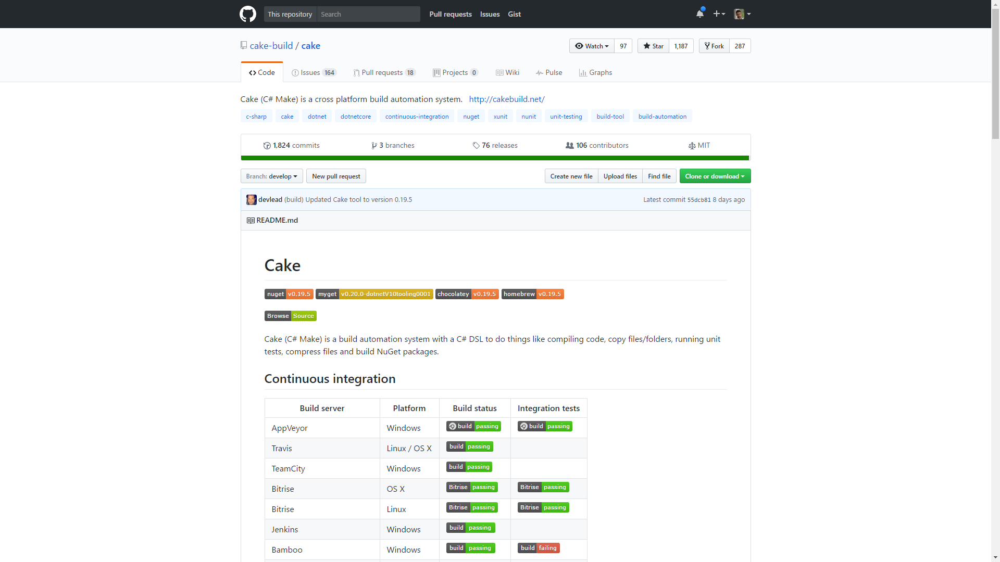 This repository Search Pull requests Issues Gist
cake-build / cake Watch 97 Star 1,187 Fork 287
Code Issues 164 Pull requests 18 Projects 0 Wiki Pulse Graphs
Cake (C# Make) is a cross platform build automation system. http://cakebuild.net/
c-sharp cake dotnet dotnetcore continuous-integration nuget xunit nunit unit-testing build-tool build-automation
1,824 commits 3 branches 76 releases 106 contributors MIT
Branch: develop New pull request Create new file Upload files Find file Clone or download
devlead (build) Updated Cake tool to version 0.19.5 Latest commit 55dcb81 8 days ago
README.md
Cake
nuget v0.19.5 myget v0.20.0-dotnetV10tooling0001 chocolatey v0.19.5 homebrew v0.19.5
Browse Source
Cake (C# Make) is a build automation system with a C# DSL to do things like compiling code, copy files/folders, running unit
tests, compress files and build NuGet packages.
Continuous integration
Build server Platform Build status Integration tests
AppVeyor Windows build passing build passing
Travis Linux / OS X build passing
TeamCity Windows build passing
Bitrise OS X Bitrise passing Bitrise passing
Bitrise Linux Bitrise passing Bitrise passing
Jenkins Windows build passing
Bamboo Windows build passing build failing